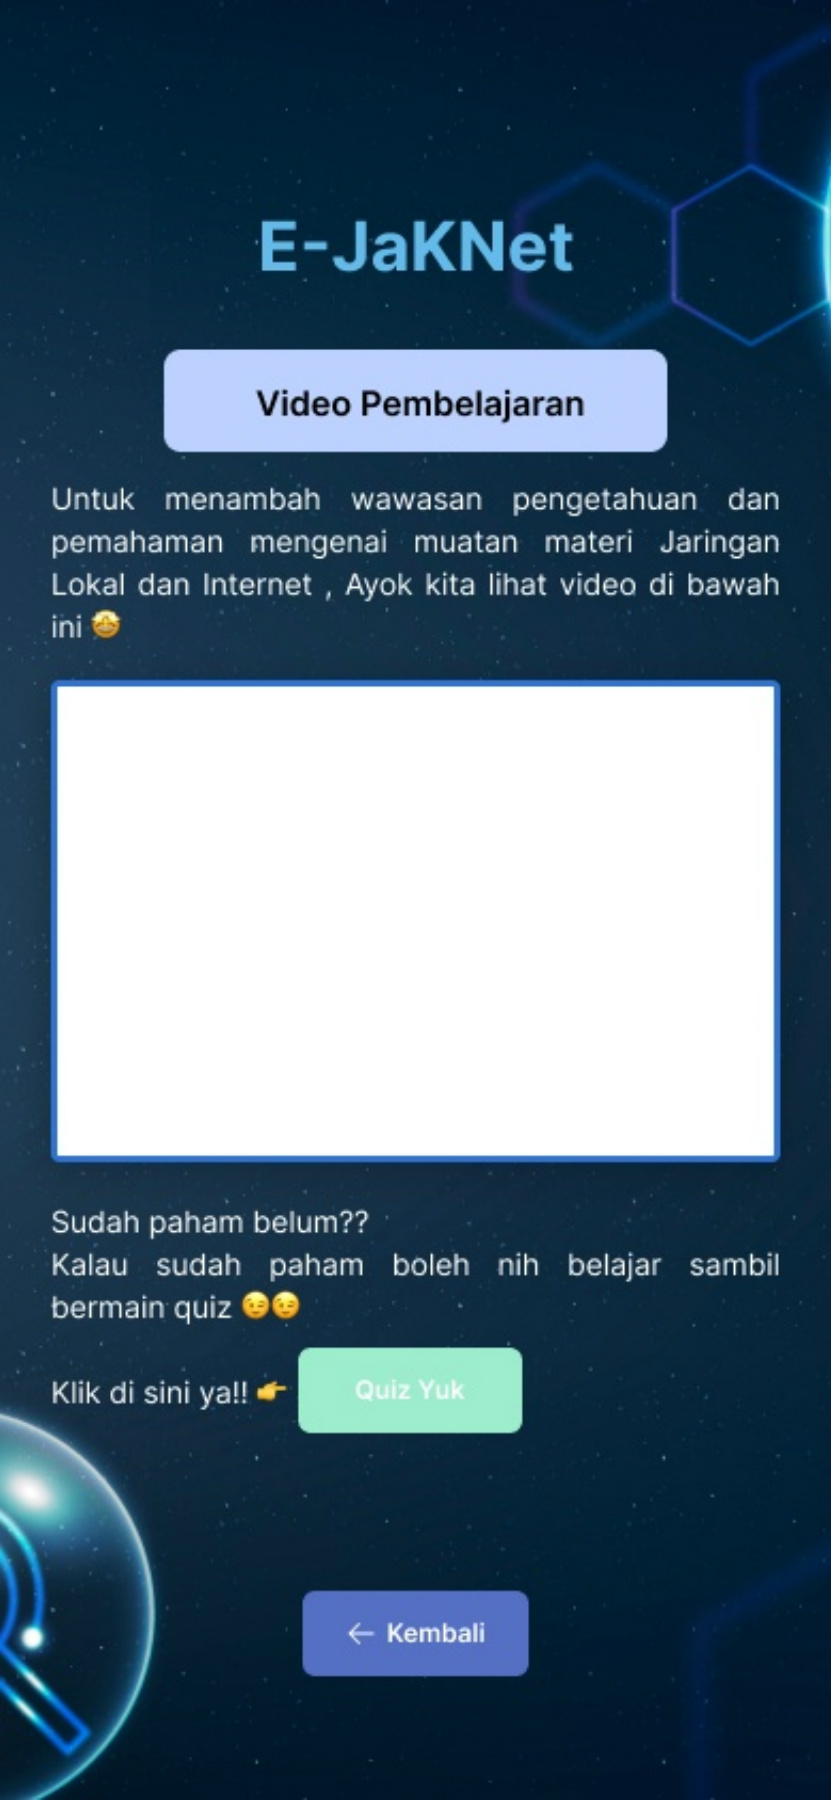 E-JaKNet
Video Pembelajaran
Untuk menambah wawasan pengetahuan dan
pemahaman mengenai muatan materi Jaringan
Lokal dan Internet , Ayok kita lihat video di bawah
ini 🤩
Sudah paham belum??
Kalau sudah paham boleh nih belajar sambil
bermain quiz 😉😉
Klik di sini ya!! 👉 Quiz Yuk
← Kembali